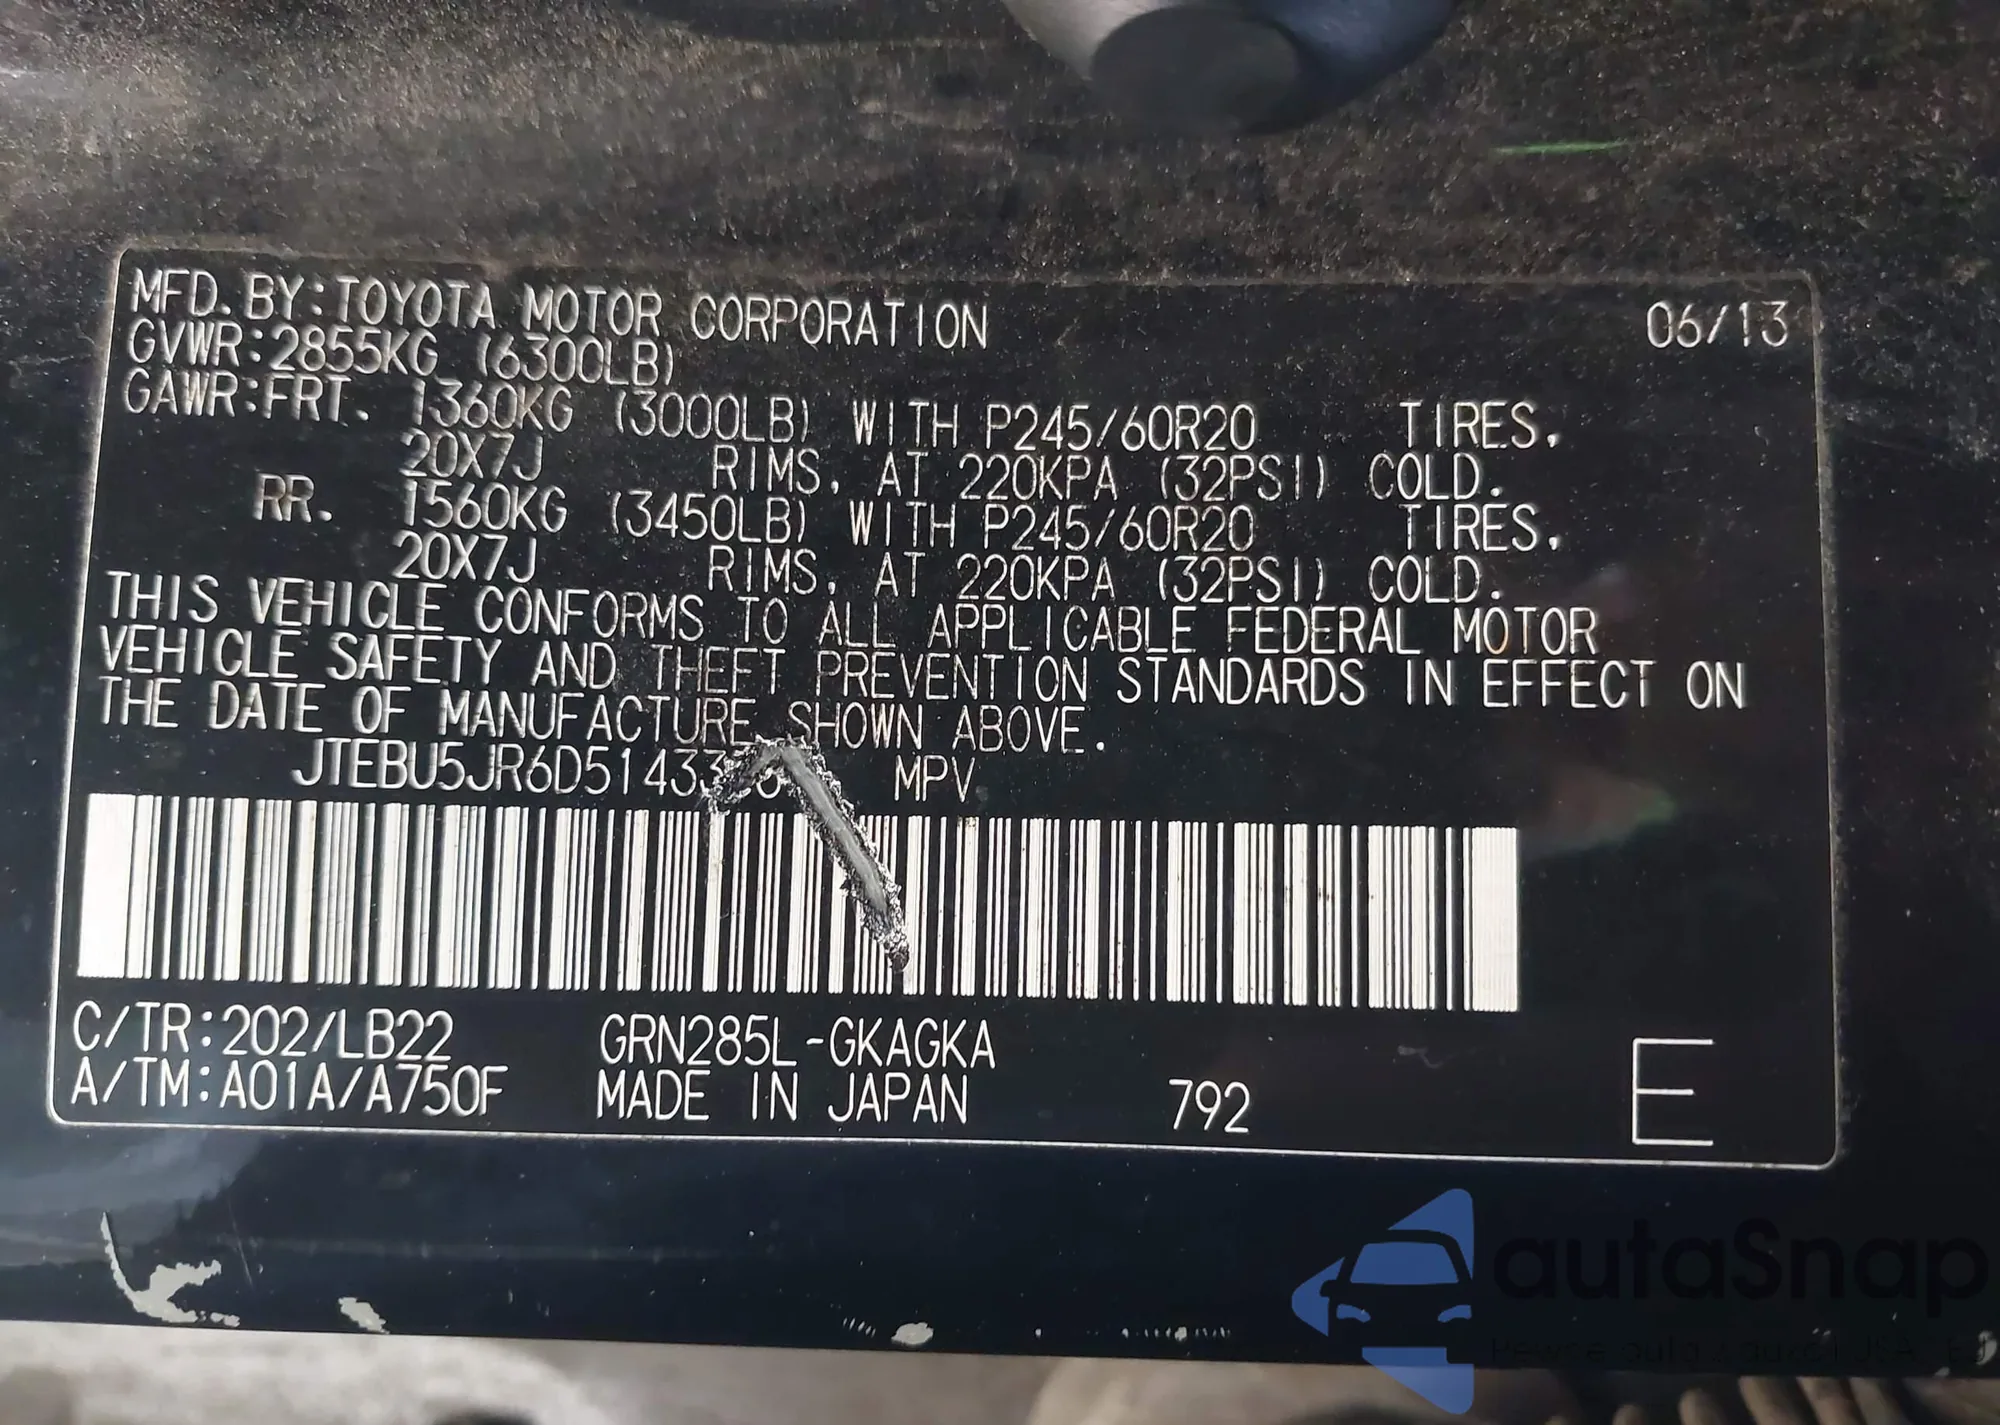 MFD. BY:TOYOTA MOTOR CORPORATION 06/13
GVWR:2855KG (6300LB)
GAWR:FRT. 1360KG (3000LB) WITH P245/60R20 TIRES,
20X7J RIMS, AT 220KPA (32PSI) COLD.
RR. 1560KG (3450LB) WITH P245/60R20 TIRES,
20X7J RIMS, AT 220KPA (32PSI) COLD.
THIS VEHICLE CONFORMS TO ALL APPLICABLE FEDERAL MOTOR
VEHICLE SAFETY AND THEFT PREVENTION STANDARDS IN EFFECT ON
THE DATE OF MANUFACTURE SHOWN ABOVE.
MPV
C/TR:202/LB22 GRN285L-GKAGKA
A/TM:A01A/A750F MADE IN JAPAN 792
E
autoSnap